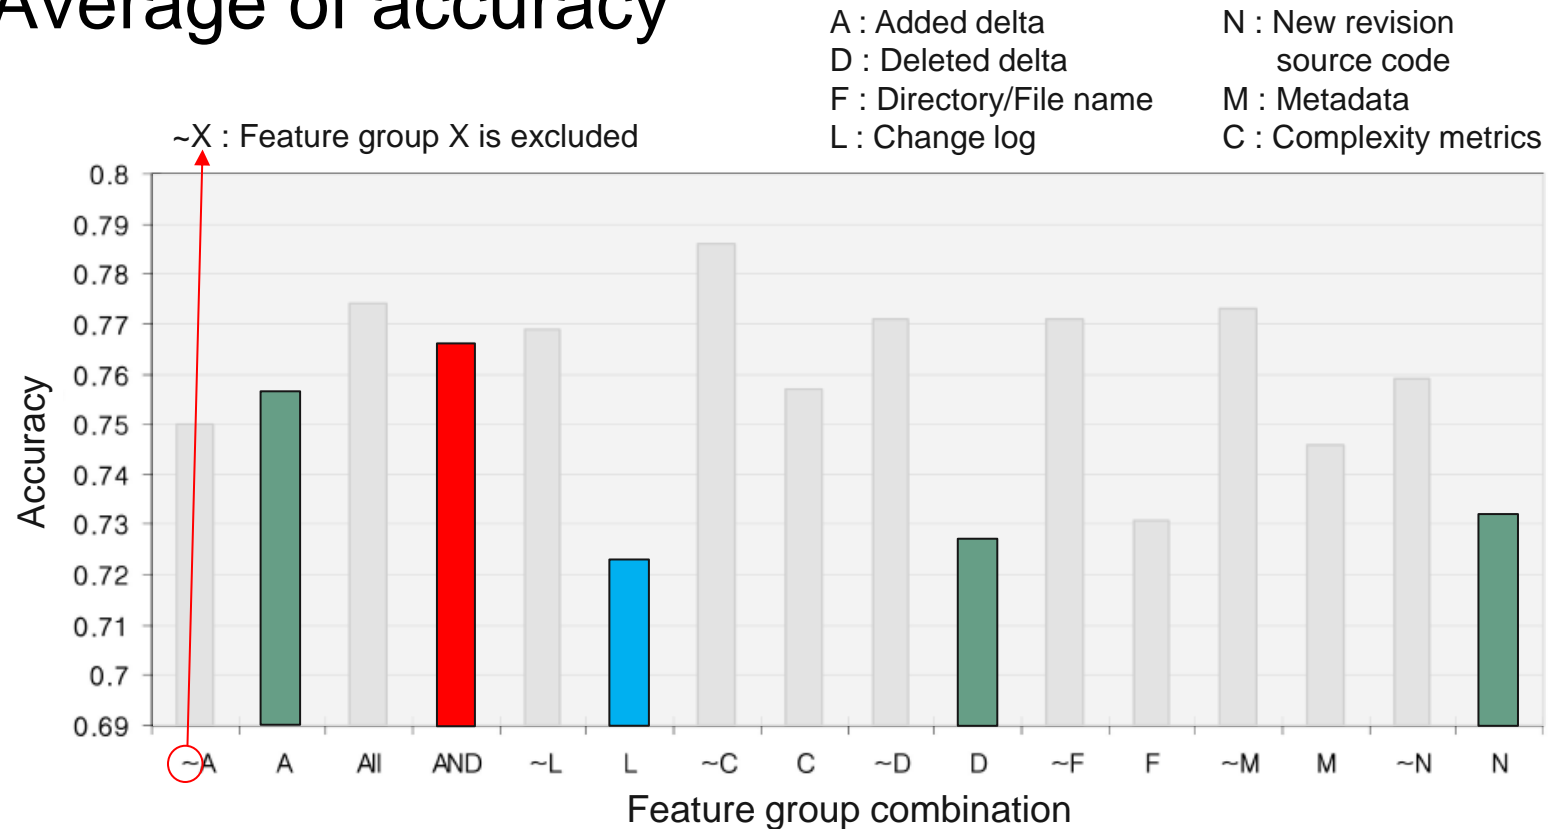 Average of accuracy
A : Added delta
D : Deleted delta
F : Directory/File name
L : Change log
N : New revision
source code
M : Metadata
C : Complexity metrics
~X : Feature group X is excluded
0.8
0.79
0.78
0.77
0.76
0.75
0.74
0.73
0.72
0.71
0.7
0.69
Accuracy
~A A All AND ~L L ~C C ~D D ~F F ~M M ~N N
Feature group combination